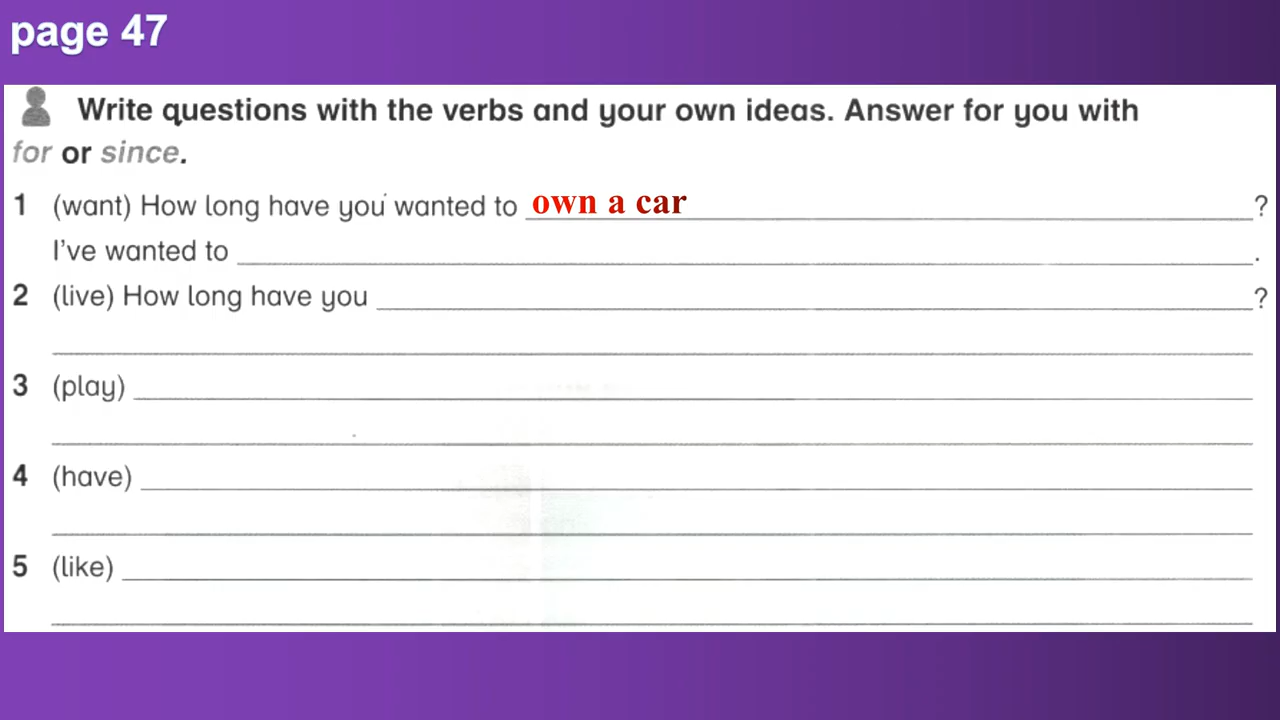 page 47
Write questions with the verbs and your own ideas. Answer for you with
for or since.
1 (want) How long have you wanted to own a car ?
I've wanted to .
2 (live) How long have you ?
3 (play)
4 (have)
5 (like)